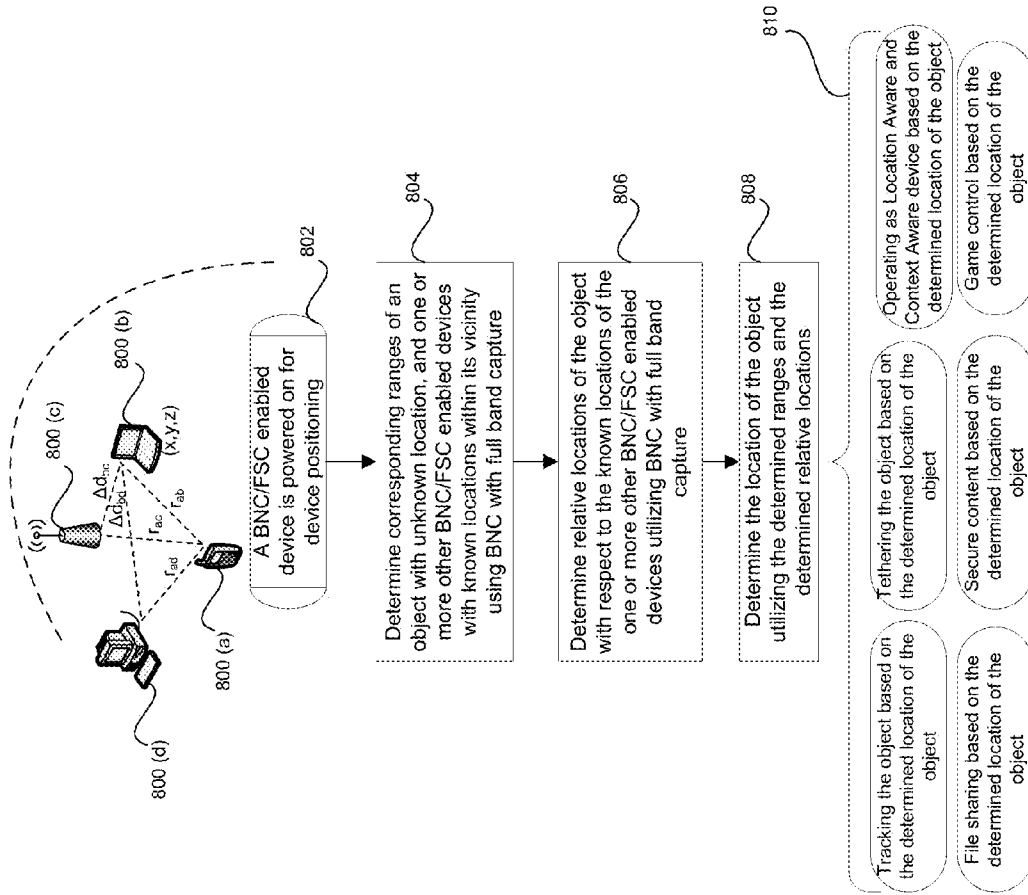 800 (c)
800 (b)
(x,y,z)
Δd_bc
Δd_bd
r_ac
r_ab
r_ad
800 (d)
800 (a)
802
A BNC/FSC enabled
device is powered on for
device positioning
804
Determine corresponding ranges of an
object with unknown location, and one or
more other BNC/FSC enabled devices
with known locations within its vicinity
using BNC with full band capture
806
Determine relative locations of the object
with respect to the known locations of the
one or more other BNC/FSC enabled
devices utilizing BNC with full band
capture
808
Determine the location of the object
utilizing the determined ranges and the
determined relative locations
810
Tracking the object based on
the determined location of the
object
Tethering the object based on
the determined location of the
object
Operating as Location Aware and
Context Aware device based on the
determined location of the object
File sharing based on the
determined location of the
object
Secure content based on the
determined location of the
object
Game control based on the
determined location of the
object